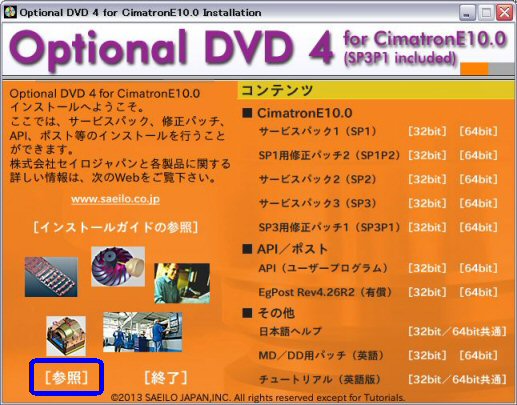 Optional DVD 4 for CimatronE10.0 Installation
Optional DVD 4 for CimatronE10.0
(SP3P1 included)
Optional DVD 4 for CimatronE10.0
インストールへようこそ。
ここでは、サービスパック、修正パッチ、
API、ポスト等のインストールを行うこと
ができます。
株式会社セイロジャパンと各製品に関する
詳しい情報は、次のWebをご覧下さい。
www.saeilo.co.jp
[インストールガイドの参照]
[参照] [終了]
コンテンツ
■ CimatronE10.0
サービスパック1（SP1） [32bit] [64bit]
SP1用修正パッチ2（SP1P2） [32bit] [64bit]
サービスパック2（SP2） [32bit] [64bit]
サービスパック3（SP3） [32bit] [64bit]
SP3用修正パッチ1（SP3P1） [32bit] [64bit]
■ API／ポスト
API（ユーザープログラム） [32bit] [64bit]
EgPost Rev4.26R2（有償） [32bit] [64bit]
■ その他
日本語ヘルプ [32bit／64bit共通]
MD／DD用パッチ（英語） [32bit] [64bit]
チュートリアル（英語版） [32bit／64bit共通]
©2013 SAEILO JAPAN,INC. All rights reserved except for Tutorials.